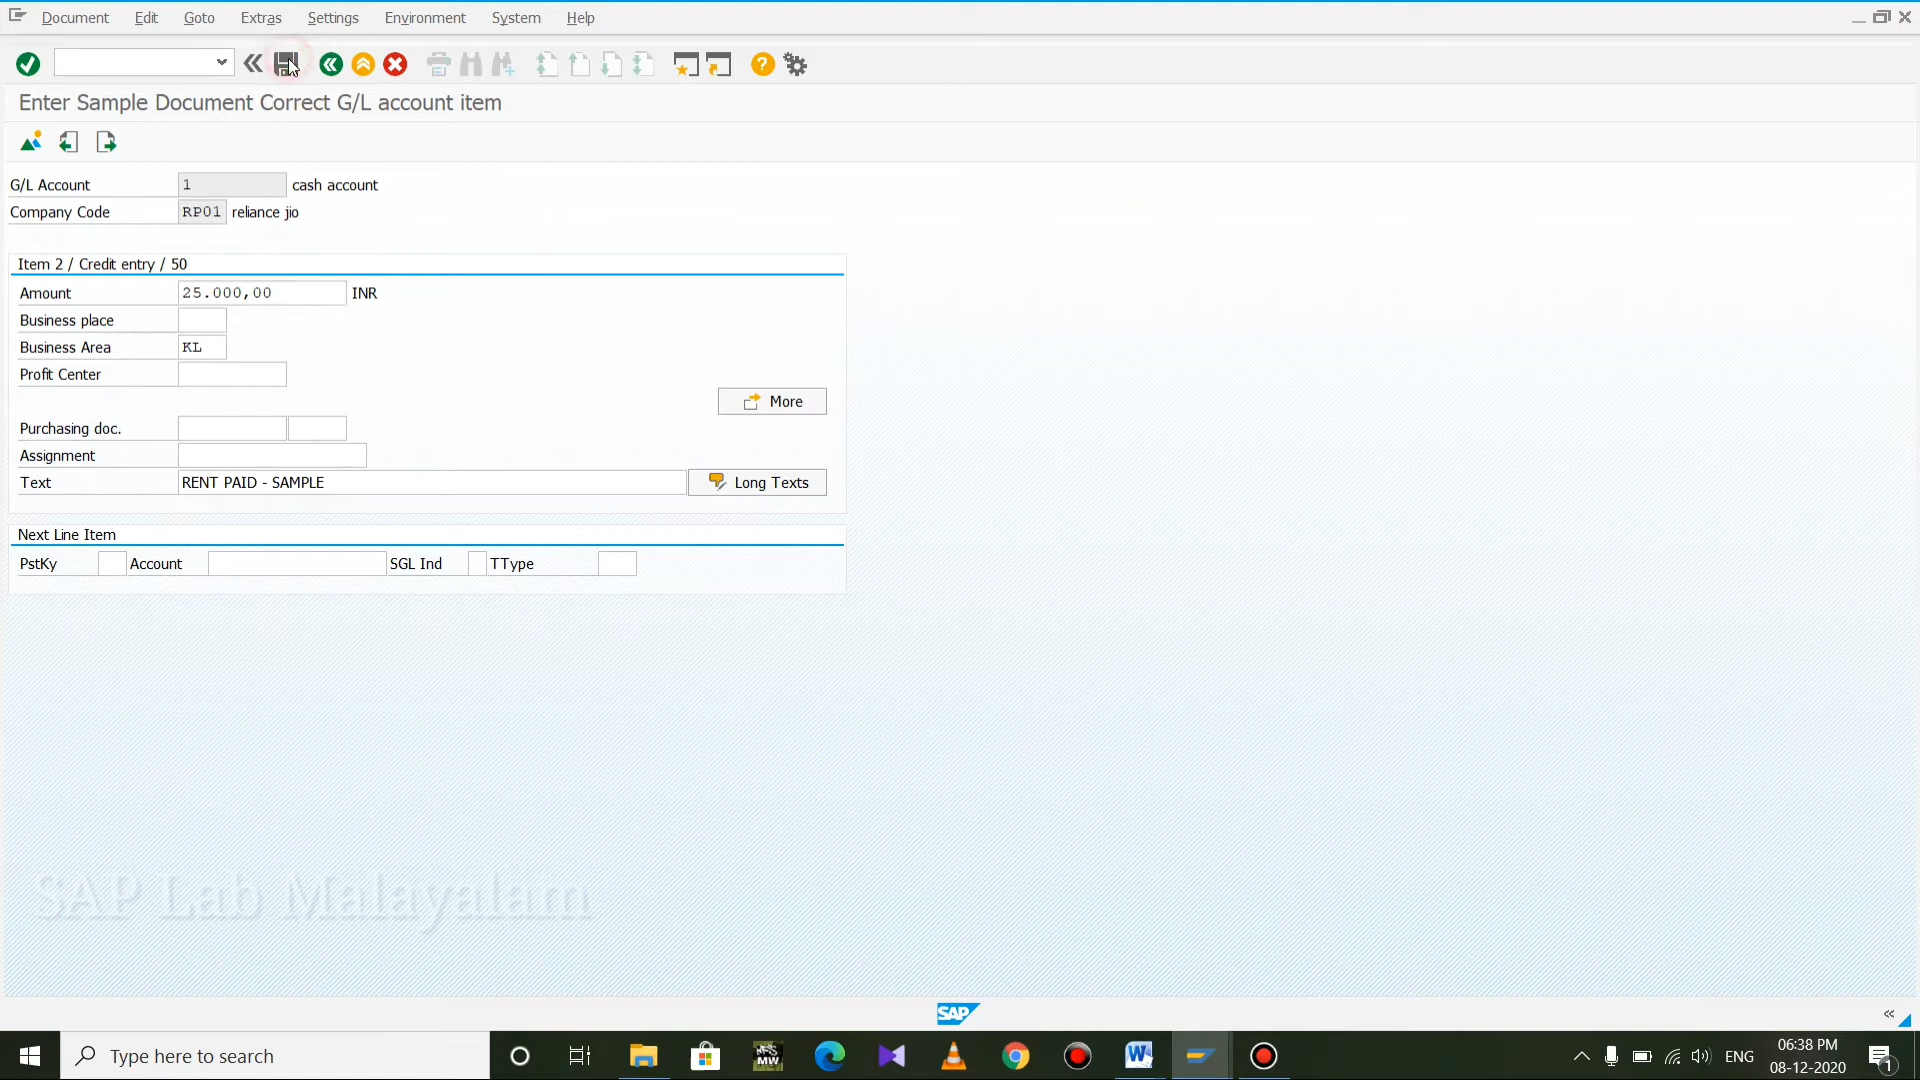 Document Edit Goto Extras Settings Environment System Help
Enter Sample Document Correct G/L account item
G/L Account 1 cash account
Company Code RP01 reliance jio
Item 2 / Credit entry / 50
Amount 25.000,00 INR
Business place
Business Area KL
Profit Center
More
Purchasing doc.
Assignment
Text RENT PAID - SAMPLE Long Texts
Next Line Item
PstKy Account SGL Ind TType
SAP Lab Malayalam
SAP
Type here to search
MW
ENG
06:38 PM
08-12-2020
1